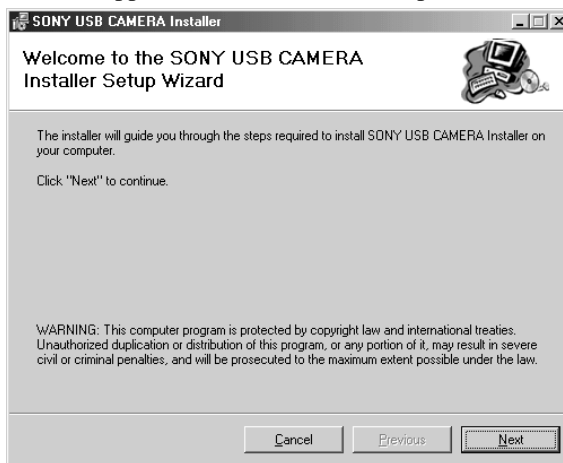 SONY USB CAMERA Installer
Welcome to the SONY USB CAMERA
Installer Setup Wizard
The installer will guide you through the steps required to install SONY USB CAMERA Installer on
your computer.
Click "Next" to continue.
WARNING: This computer program is protected by copyright law and international treaties.
Unauthorized duplication or distribution of this program, or any portion of it, may result in severe
civil or criminal penalties, and will be prosecuted to the maximum extent possible under the law.
Cancel Previous Next